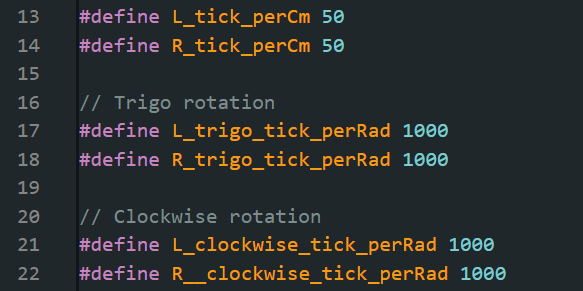 13 #define L_tick_perCm 50
14 #define R_tick_perCm 50
15
16 // Trigo rotation
17 #define L_trigo_tick_perRad 1000
18 #define R_trigo_tick_perRad 1000
19
20 // Clockwise rotation
21 #define L_clockwise_tick_perRad 1000
22 #define R__clockwise_tick_perRad 1000